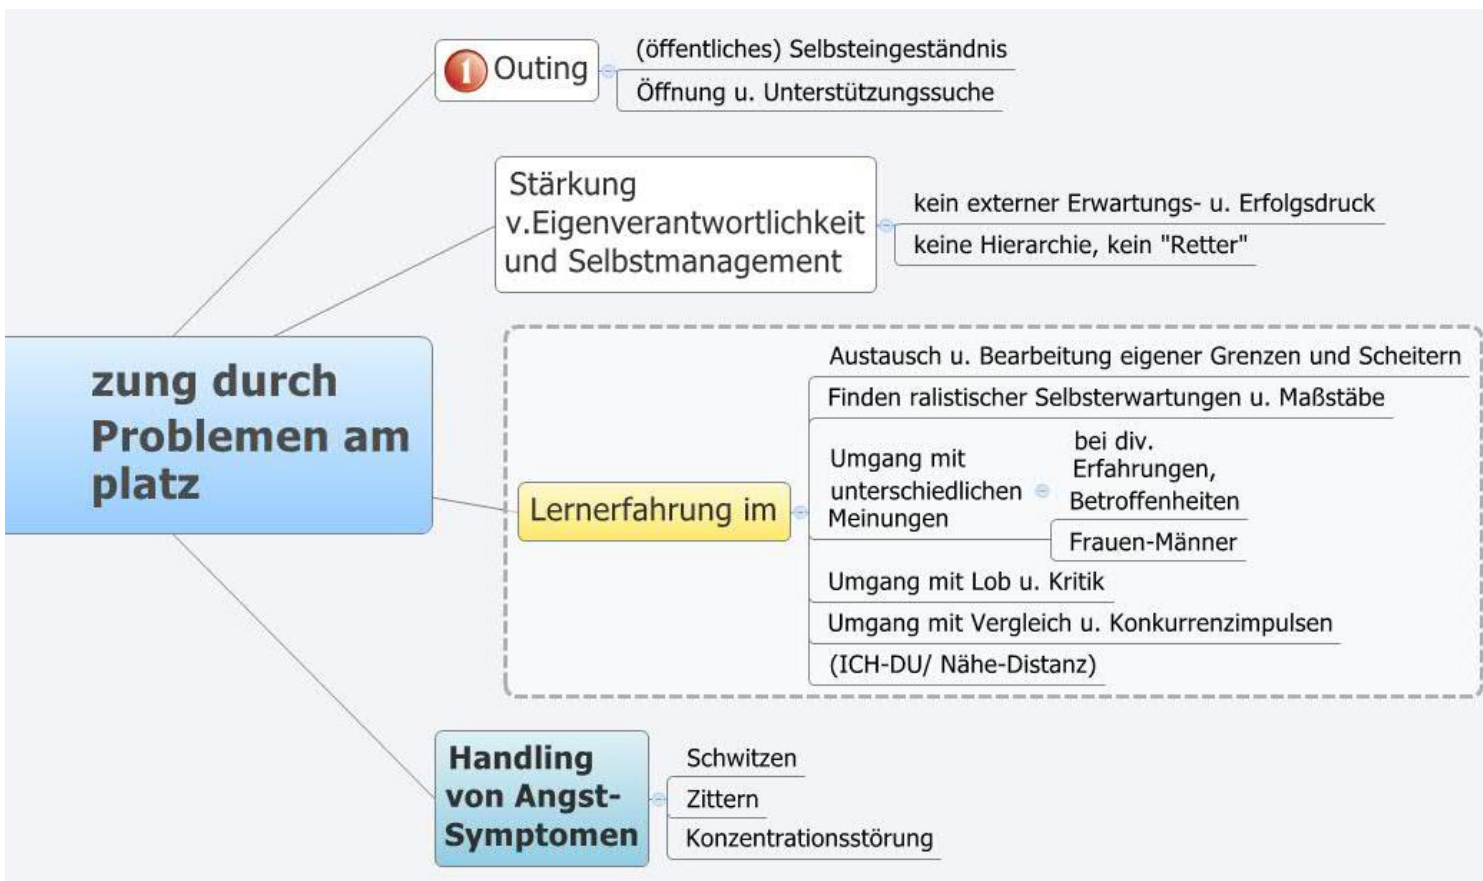 zung durch
Problemen am
platz
1 Outing
(öffentliches) Selbsteingeständnis
Öffnung u. Unterstützungssuche
Stärkung
v.Eigenverantwortlichkeit
und Selbstmanagement
kein externer Erwartungs- u. Erfolgsdruck
keine Hierarchie, kein "Retter"
Lernerfahrung im
Austausch u. Bearbeitung eigener Grenzen und Scheitern
Finden ralistischer Selbsterwartungen u. Maßstäbe
Umgang mit
unterschiedlichen
Meinungen
bei div.
Erfahrungen,
Betroffenheiten
Frauen-Männer
Umgang mit Lob u. Kritik
Umgang mit Vergleich u. Konkurrenzimpulsen
(ICH-DU/ Nähe-Distanz)
Handling
von Angst-
Symptomen
Schwitzen
Zittern
Konzentrationsstörung